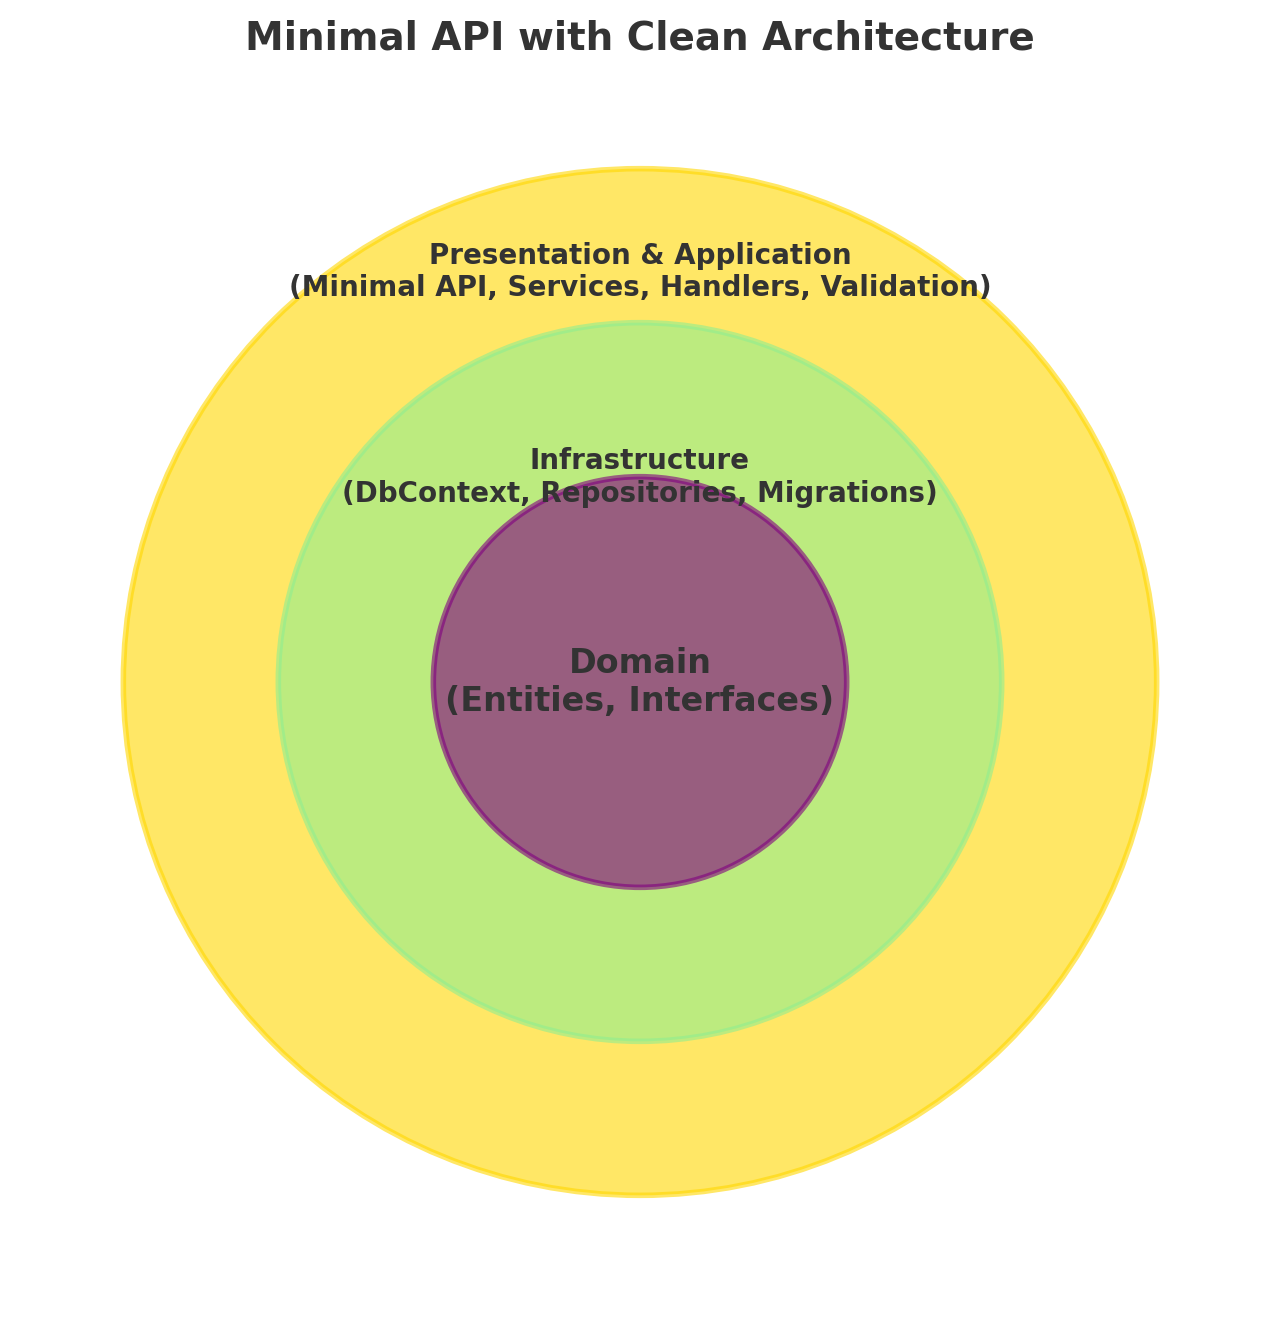 Minimal API with Clean Architecture
Presentation & Application
(Minimal API, Services, Handlers, Validation)
Infrastructure
(DbContext, Repositories, Migrations)
Domain
(Entities, Interfaces)